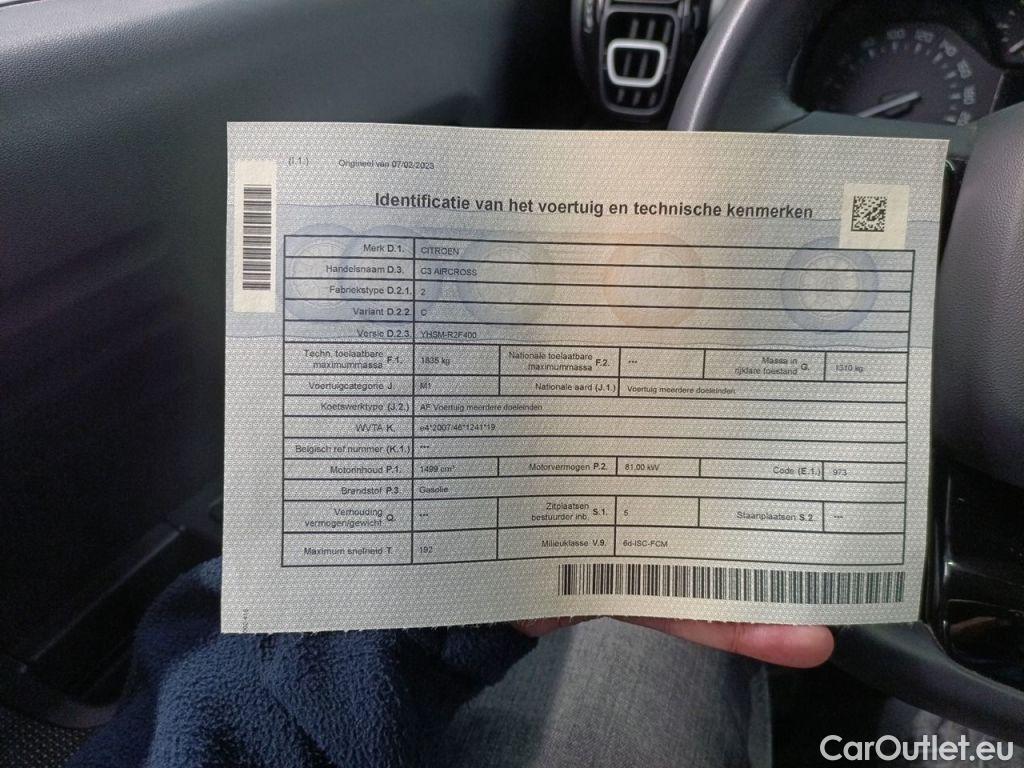 (I.1.) Origineel van 07/02/2023
Identificatie van het voertuig en technische kenmerken
Merk D.1. CITROEN
Handelsnaam D.3. C3 AIRCROSS
Fabriekstype D.2.1. 2
Variant D.2.2. C
Versie D.2.3. YHSM-R2F400
Techn. toelaatbare maximummassa F.1. 1835 kg Nationale toelaatbare maximummassa F.2. --- Massa in rijklare toestand G. 1310 kg
Voertuigcategorie J. M1 Nationale aard (J.1.) Voertuig meerdere doeleinden
Koetswerktype (J.2.) AF Voertuig meerdere doeleinden
WVTA K. e4*2007/46*1241*19
Belgisch ref nummer (K.1.) ---
Motorinhoud P.1. 1499 cm³ Motorvermogen P.2. 81,00 kW Code (E.1.) 973
Brandstof P.3. Gasolie
Verhouding vermogen/gewicht Q. --- Zitplaatsen bestuurder inb. S.1. 5 Staanplaatsen S.2. ---
Maximum snelheid T. 192 Milieuklasse V.9. 6d-ISC-FCM
100 120 140 160 180
CarOutlet.eu